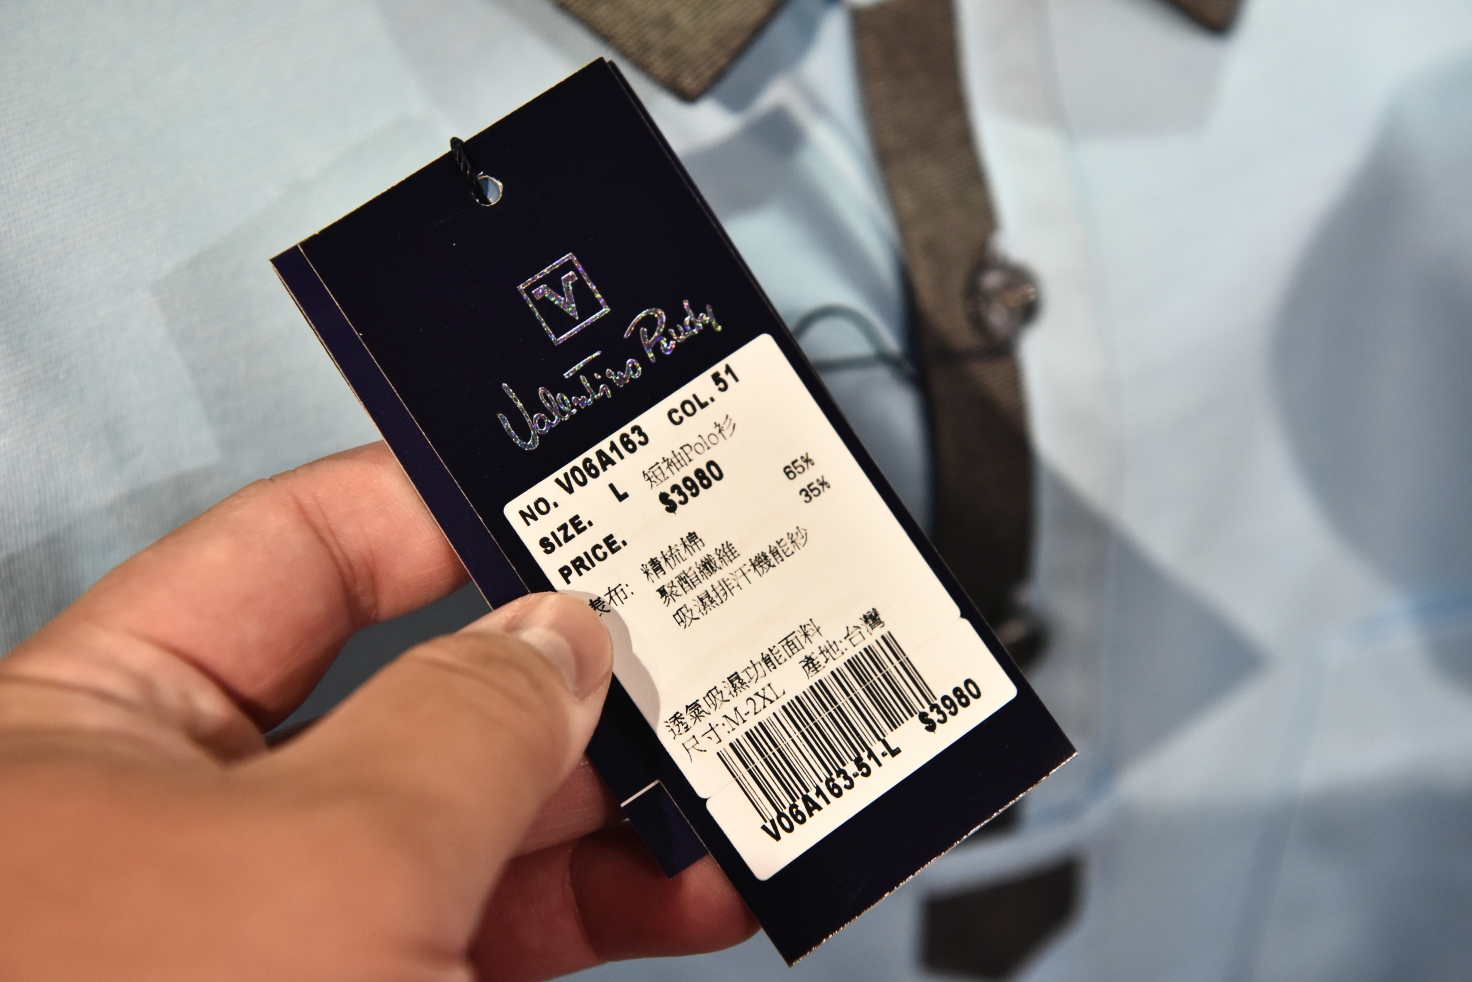 V
Valentino Rudy
NO. V06A163 COL. 51
SIZE. L 短袖Polo衫
PRICE. $3980
表布: 精梳棉 65%
聚酯纖維 35%
吸濕排汗機能紗
透氣吸濕功能面料
尺寸:M-2XL 產地:台灣
V06A163-51-L $3980